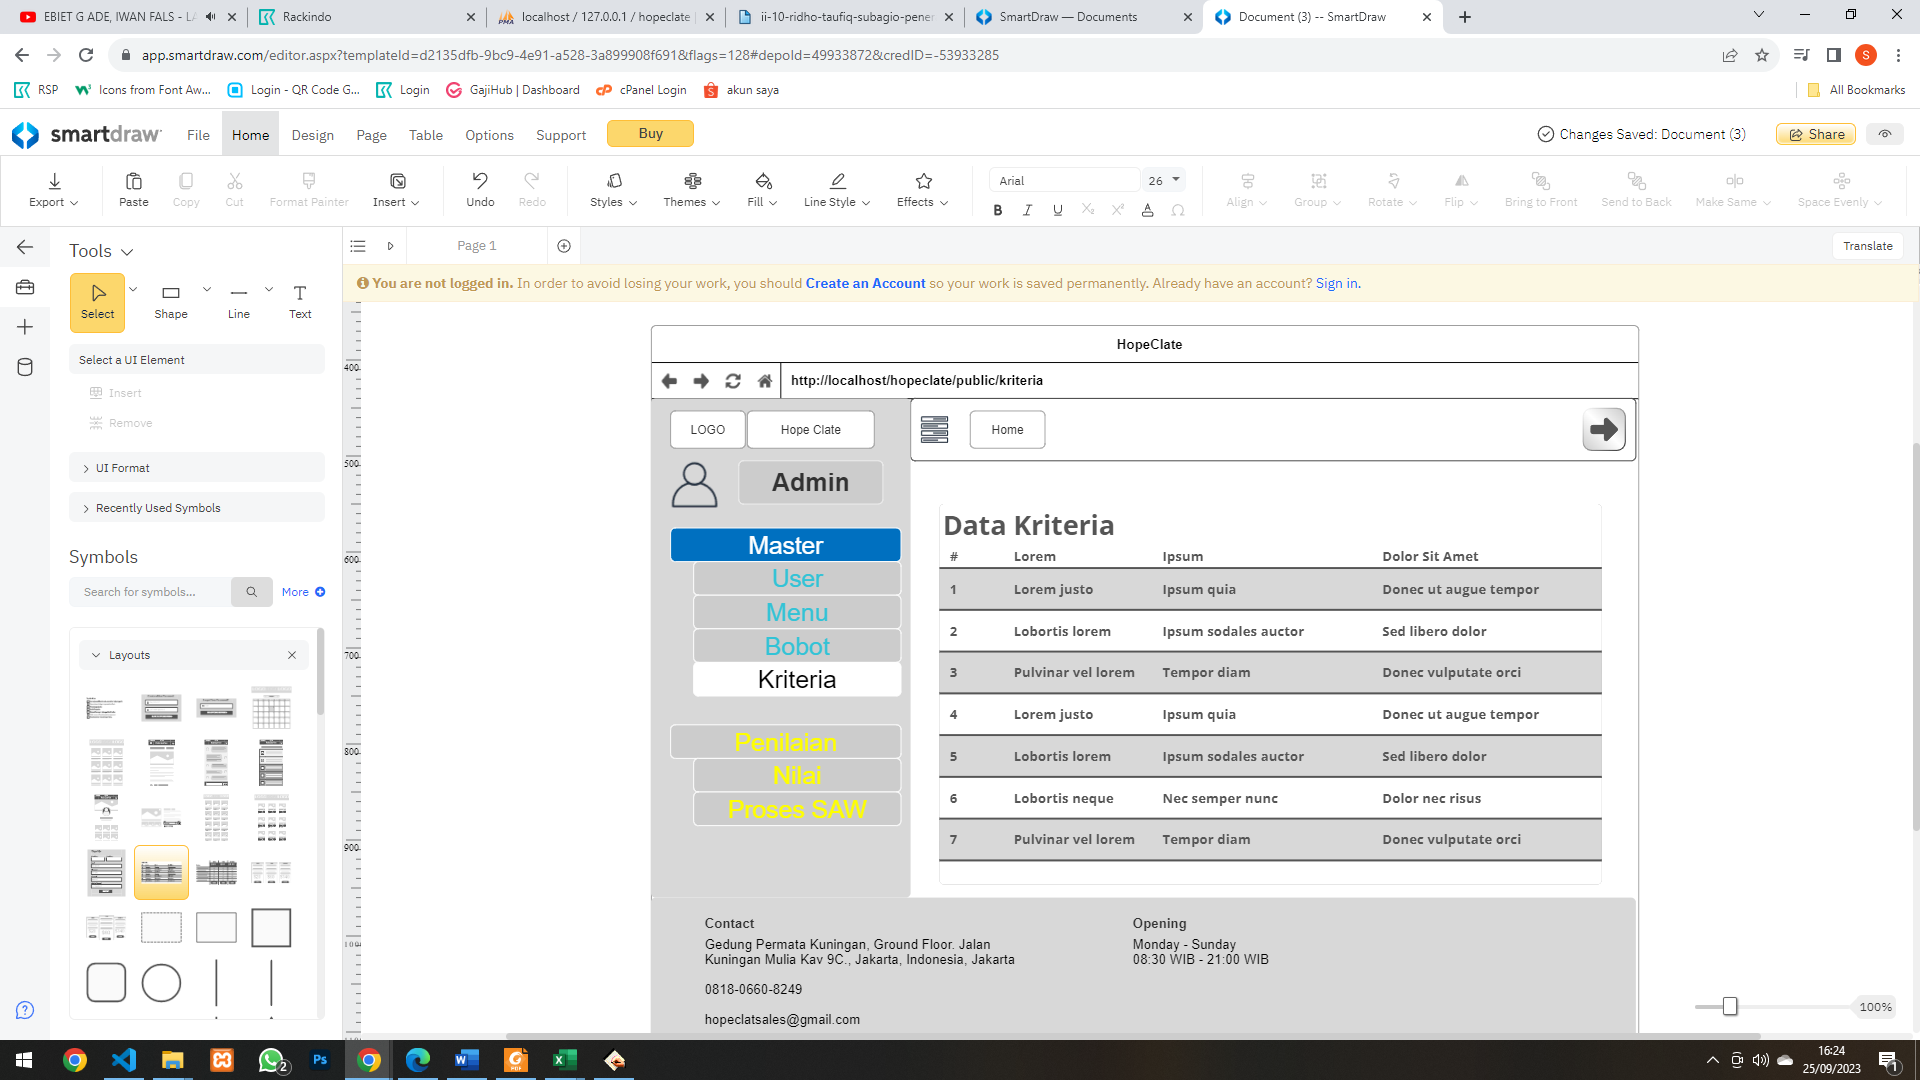 EBIET G ADE, IWAN FALS - LA
Rackindo
localhost / 127.0.0.1 / hopeclate
ii-10-ridho-taufiq-subagio-pener
SmartDraw — Documents
Document (3) -- SmartDraw
app.smartdraw.com/editor.aspx?templateId=d2135dfb-9bc9-4e91-a528-3a899908f691&flags=128#depoId=49933872&credID=-53933285
S
RSP
Icons from Font Aw...
Login - QR Code G...
Login
GajiHub | Dashboard
cPanel Login
akun saya
All Bookmarks
smartdraw
File
Home
Design
Page
Table
Options
Support
Buy
Changes Saved: Document (3)
Share
Export
Paste
Copy
Cut
Format Painter
Insert
Undo
Redo
Styles
Themes
Fill
Line Style
Effects
Arial
26
B I U X₂ X² A Ω
Align
Group
Rotate
Flip
Bring to Front
Send to Back
Make Same
Space Evenly
Tools
Page 1
Translate
You are not logged in. In order to avoid losing your work, you should Create an Account so your work is saved permanently. Already have an account? Sign in.
Select
Shape
Line
Text
Select a UI Element
Insert
Remove
UI Format
Recently Used Symbols
Symbols
Search for symbols...
More
Layouts
400
500
600
700
800
900
100
HopeClate
http://localhost/hopeclate/public/kriteria
LOGO
Hope Clate
Home
Admin
Master
User
Menu
Bobot
Kriteria
Penilaian
Nilai
Proses SAW
Data Kriteria
# Lorem Ipsum Dolor Sit Amet
1 Lorem justo Ipsum quia Donec ut augue tempor
2 Lobortis lorem Ipsum sodales auctor Sed libero dolor
3 Pulvinar vel lorem Tempor diam Donec vulputate orci
4 Lorem justo Ipsum quia Donec ut augue tempor
5 Lobortis lorem Ipsum sodales auctor Sed libero dolor
6 Lobortis neque Nec semper nunc Dolor nec risus
7 Pulvinar vel lorem Tempor diam Donec vulputate orci
Contact
Gedung Permata Kuningan, Ground Floor. Jalan
Kuningan Mulia Kav 9C., Jakarta, Indonesia, Jakarta
0818-0660-8249
hopeclatsales@gmail.com
Opening
Monday - Sunday
08:30 WIB - 21:00 WIB
100%
2
Ps
16:24
25/09/2023
1